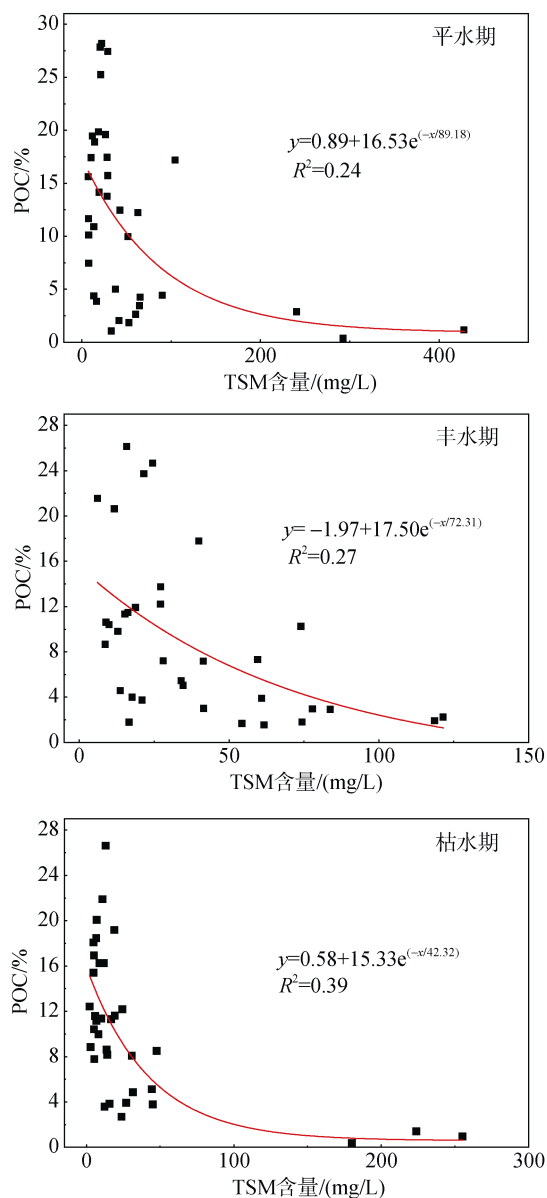 平水期
30
25
20
15
10
5
0
POC/%
y=0.89+16.53e^(−x/89.18)
R²=0.24
0 200 400
TSM含量/(mg/L)
丰水期
28
24
20
16
12
8
4
0
POC/%
y= −1.97+17.50e^(−x/72.31)
R²=0.27
0 50 100 150
TSM含量/(mg/L)
枯水期
28
24
20
16
12
8
4
0
POC/%
y=0.58+15.33e^(−x/42.32)
R²=0.39
0 100 200 300
TSM含量/(mg/L)